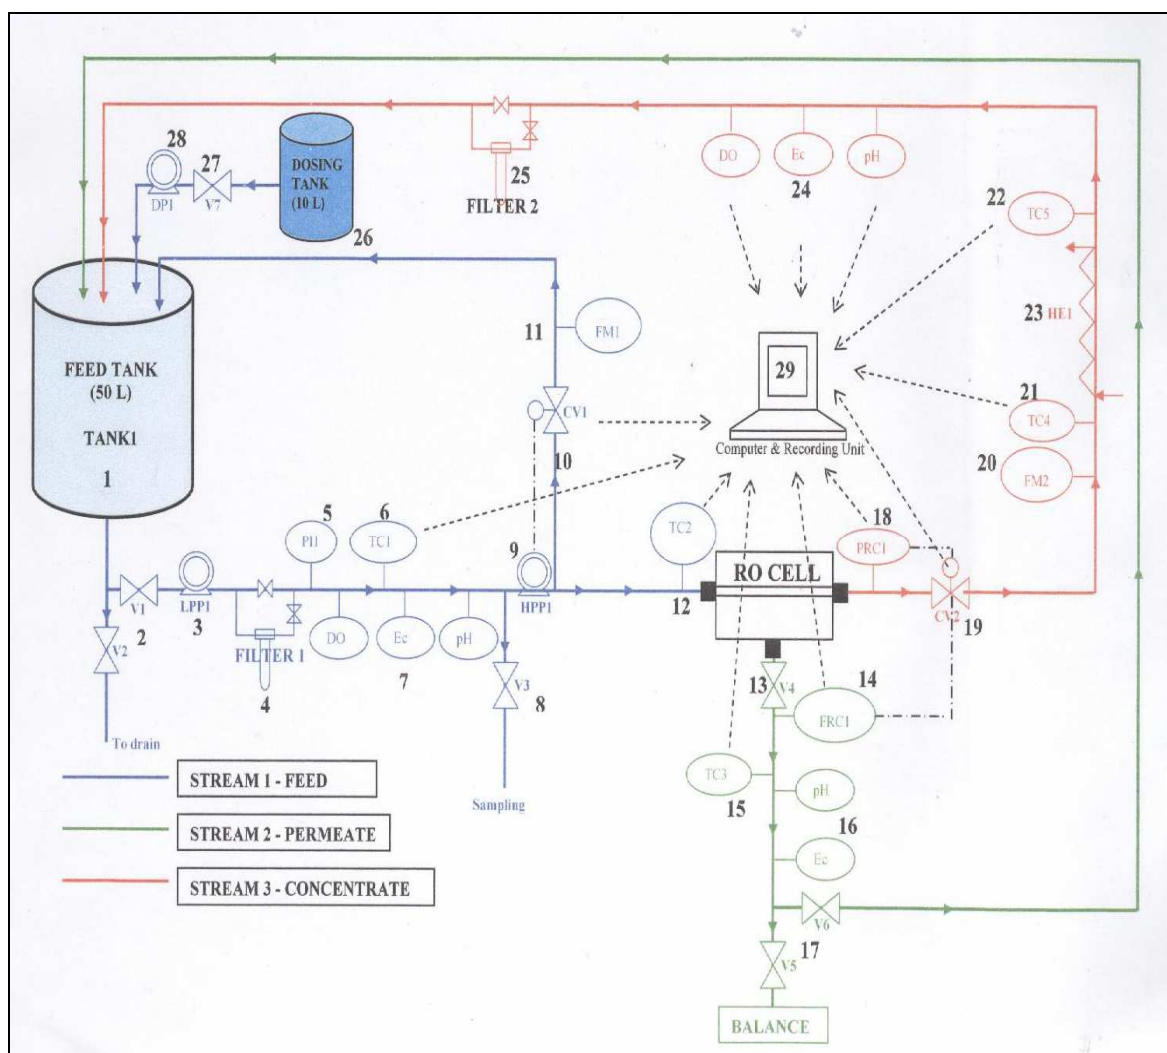 28
27
DP1
V7
DOSING
TANK
(10 L)
26
25
FILTER 2
DO
Ec
pH
24
22
TC5
23
HE1
21
TC4
20
FM2
11
FM1
FEED TANK
(50 L)
TANK1
1
29
Computer & Recording Unit
CV1
10
5
6
PI1
TC1
9
HPP1
TC2
18
PRC1
RO CELL
12
CV2
19
V1
2
LPP1
3
V2
FILTER 1
4
DO
Ec
pH
7
V3
8
13
V4
14
FRC1
TC3
15
pH
16
Ec
V6
17
V5
BALANCE
To drain
Sampling
STREAM 1 - FEED
STREAM 2 - PERMEATE
STREAM 3 - CONCENTRATE